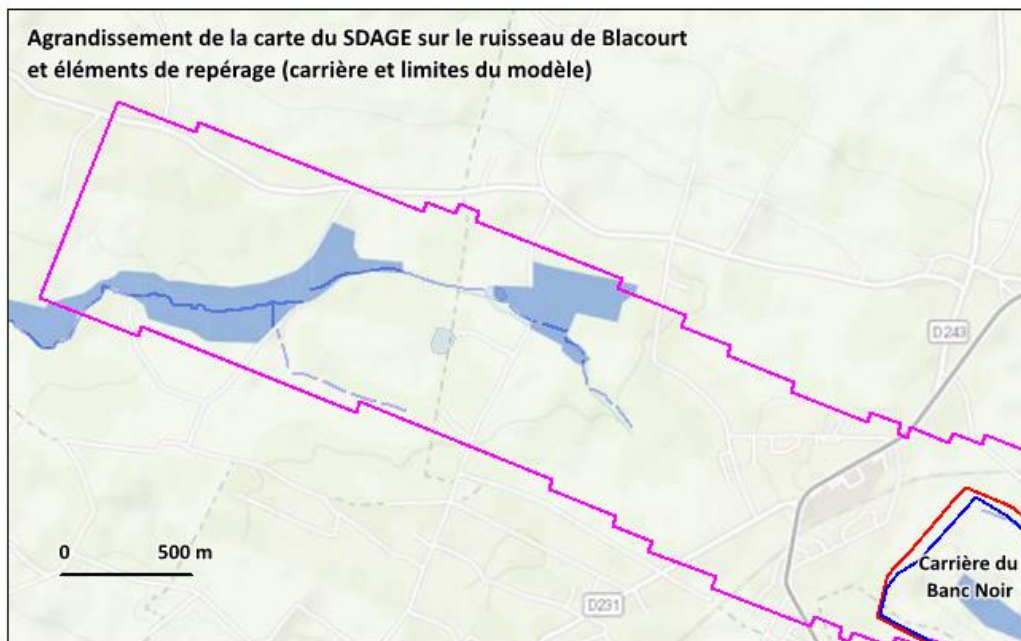 Agrandissement de la carte du SDAGE sur le ruisseau de Blacourt
et éléments de repérage (carrière et limites du modèle)
D243
0 500 m
Carrière du
Banc Noir
D231